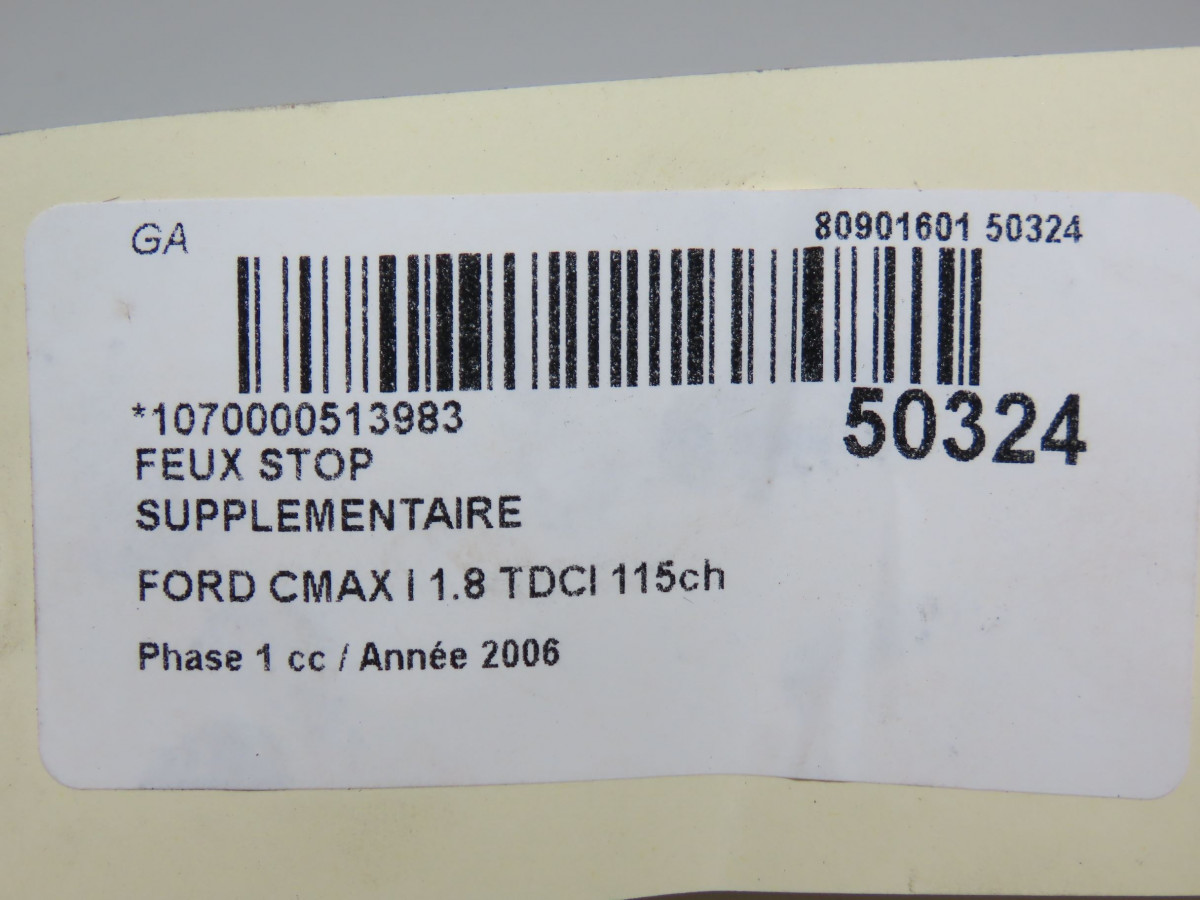 GA
80901601 50324
*1070000513983
50324
FEUX STOP
SUPPLEMENTAIRE
FORD CMAX I 1.8 TDCI 115ch
Phase 1 cc / Année 2006